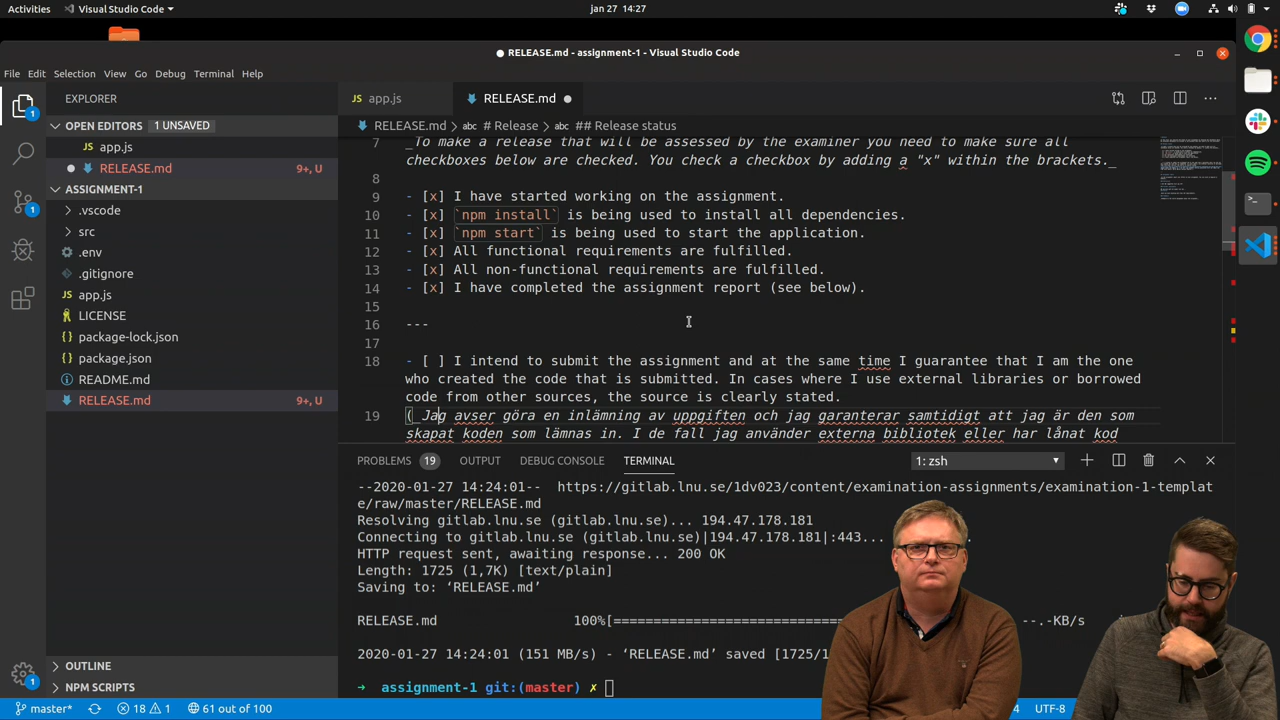 Activities Visual Studio Code jan 27 14:27
RELEASE.md - assignment-1 - Visual Studio Code
File Edit Selection View Go Debug Terminal Help
EXPLORER
OPEN EDITORS 1 UNSAVED
app.js
RELEASE.md 9+, U
ASSIGNMENT-1
.vscode
src
.env
.gitignore
JS app.js
LICENSE
package-lock.json
package.json
README.md
RELEASE.md 9+, U
OUTLINE
NPM SCRIPTS
JS app.js RELEASE.md
RELEASE.md > abc # Release > abc ## Release status
7 _To make a release that will be assessed by the examiner you need to make sure all
checkboxes below are checked. You check a checkbox by adding a "x" within the brackets._
8
9 - [x] I have started working on the assignment.
10 - [x] `npm install` is being used to install all dependencies.
11 - [x] `npm start` is being used to start the application.
12 - [x] All functional requirements are fulfilled.
13 - [x] All non-functional requirements are fulfilled.
14 - [x] I have completed the assignment report (see below).
15
16 ---
17
18 - [ ] I intend to submit the assignment and at the same time I guarantee that I am the one
who created the code that is submitted. In cases where I use external libraries or borrowed
code from other sources, the source is clearly stated.
19 (_Jag avser göra en inlämning av uppgiften och jag garanterar samtidigt att jag är den som
skapat koden som lämnas in. I de fall jag använder externa bibliotek eller har lånat kod
PROBLEMS 19 OUTPUT DEBUG CONSOLE TERMINAL 1: zsh
--2020-01-27 14:24:01-- https://gitlab.lnu.se/1dv023/content/examination-assignments/examination-1-templat
e/raw/master/RELEASE.md
Resolving gitlab.lnu.se (gitlab.lnu.se)... 194.47.178.181
Connecting to gitlab.lnu.se (gitlab.lnu.se)|194.47.178.181|:443...
HTTP request sent, awaiting response... 200 OK
Length: 1725 (1,7K) [text/plain]
Saving to: ‘RELEASE.md’
RELEASE.md 100%[============================ --.-KB/s
2020-01-27 14:24:01 (151 MB/s) - ‘RELEASE.md’ saved [1725/1
➜ assignment-1 git:(master) ✗
master* 18 1 61 out of 100 4 UTF-8